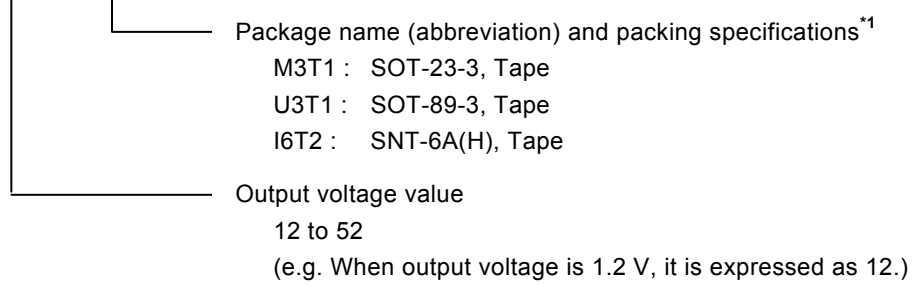 Package name (abbreviation) and packing specifications*1
M3T1 : SOT-23-3, Tape
U3T1 : SOT-89-3, Tape
I6T2 : SNT-6A(H), Tape
Output voltage value
12 to 52
(e.g. When output voltage is 1.2 V, it is expressed as 12.)